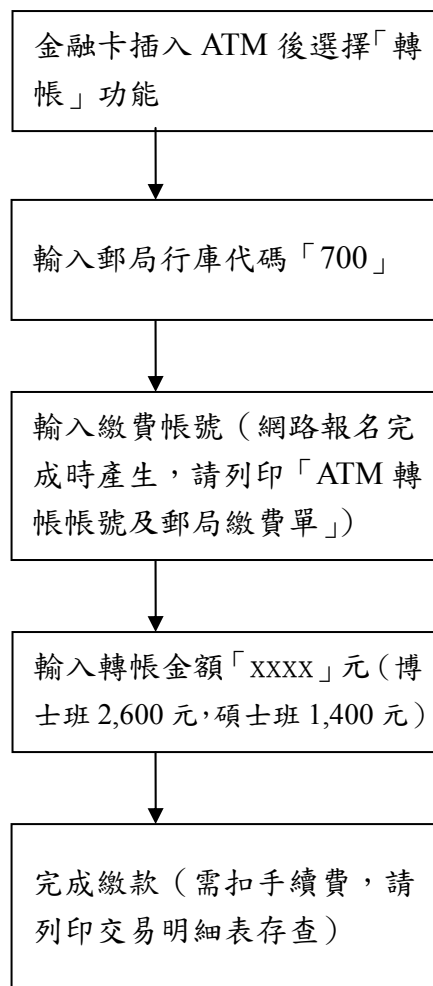 金融卡插入 ATM 後選擇「轉
帳」功能
輸入郵局行庫代碼「700」
輸入繳費帳號（網路報名完
成時產生，請列印「ATM 轉
帳帳號及郵局繳費單」）
輸入轉帳金額「xxxx」元（博
士班 2,600 元，碩士班 1,400 元）
完成繳款（需扣手續費，請
列印交易明細表存查）